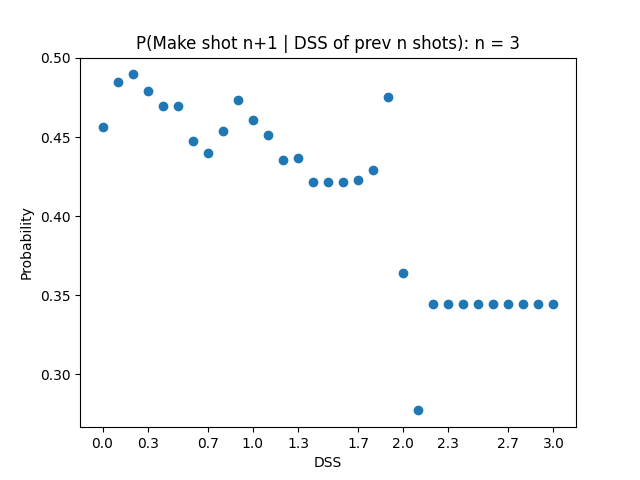 P(Make shot n+1 | DSS of prev n shots): n = 3
0.50
0.45
0.40
0.35
0.30
Probability
0.0 0.3 0.7 1.0 1.3 1.7 2.0 2.3 2.7 3.0
DSS